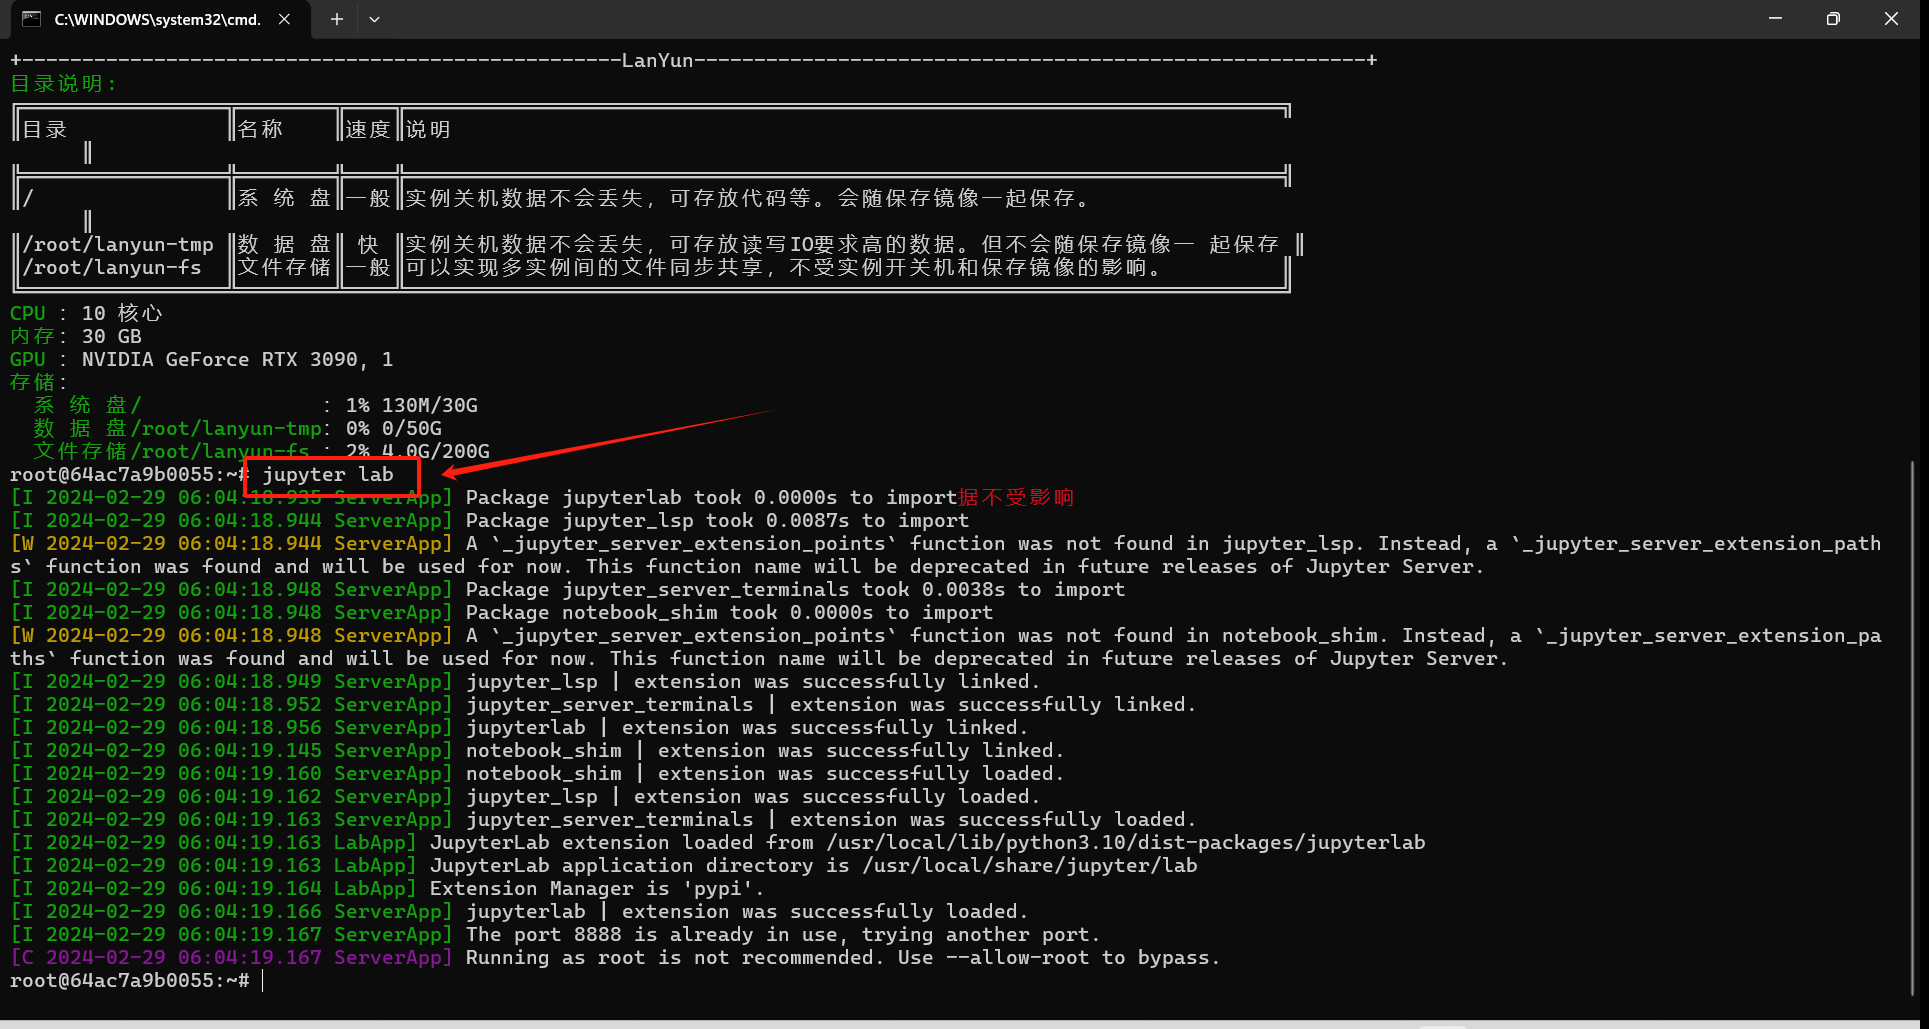 C:\WINDOWS\system32\cmd.
+--------------------------------------------------LanYun--------------------------------------------------------+
目录说明:
目录 名称 速度 说明
/ 系 统 盘 一般 实例关机数据不会丢失，可存放代码等。会随保存镜像一起保存。
/root/lanyun-tmp 数 据 盘 快 实例关机数据不会丢失，可存放读写IO要求高的数据。但不会随保存镜像一 起保存
/root/lanyun-fs 文件存储 一般 可以实现多实例间的文件同步共享，不受实例开关机和保存镜像的影响。
CPU : 10 核心
内存: 30 GB
GPU : NVIDIA GeForce RTX 3090, 1
存储:
系 统 盘/ : 1% 130M/30G
数 据 盘/root/lanyun-tmp: 0% 0/50G
文件存储/root/lanyun-fs : 2% 4.0G/200G
root@64ac7a9b0055:~# jupyter lab
[I 2024-02-29 06:04:18.935 ServerApp] Package jupyterlab took 0.0000s to import据不受影响
[I 2024-02-29 06:04:18.944 ServerApp] Package jupyter_lsp took 0.0087s to import
[W 2024-02-29 06:04:18.944 ServerApp] A `_jupyter_server_extension_points` function was not found in jupyter_lsp. Instead, a `_jupyter_server_extension_path
s` function was found and will be used for now. This function name will be deprecated in future releases of Jupyter Server.
[I 2024-02-29 06:04:18.948 ServerApp] Package jupyter_server_terminals took 0.0038s to import
[I 2024-02-29 06:04:18.948 ServerApp] Package notebook_shim took 0.0000s to import
[W 2024-02-29 06:04:18.948 ServerApp] A `_jupyter_server_extension_points` function was not found in notebook_shim. Instead, a `_jupyter_server_extension_pa
ths` function was found and will be used for now. This function name will be deprecated in future releases of Jupyter Server.
[I 2024-02-29 06:04:18.949 ServerApp] jupyter_lsp | extension was successfully linked.
[I 2024-02-29 06:04:18.952 ServerApp] jupyter_server_terminals | extension was successfully linked.
[I 2024-02-29 06:04:18.956 ServerApp] jupyterlab | extension was successfully linked.
[I 2024-02-29 06:04:19.145 ServerApp] notebook_shim | extension was successfully linked.
[I 2024-02-29 06:04:19.160 ServerApp] notebook_shim | extension was successfully loaded.
[I 2024-02-29 06:04:19.162 ServerApp] jupyter_lsp | extension was successfully loaded.
[I 2024-02-29 06:04:19.163 ServerApp] jupyter_server_terminals | extension was successfully loaded.
[I 2024-02-29 06:04:19.163 LabApp] JupyterLab extension loaded from /usr/local/lib/python3.10/dist-packages/jupyterlab
[I 2024-02-29 06:04:19.163 LabApp] JupyterLab application directory is /usr/local/share/jupyter/lab
[I 2024-02-29 06:04:19.164 LabApp] Extension Manager is 'pypi'.
[I 2024-02-29 06:04:19.166 ServerApp] jupyterlab | extension was successfully loaded.
[I 2024-02-29 06:04:19.167 ServerApp] The port 8888 is already in use, trying another port.
[C 2024-02-29 06:04:19.167 ServerApp] Running as root is not recommended. Use --allow-root to bypass.
root@64ac7a9b0055:~#